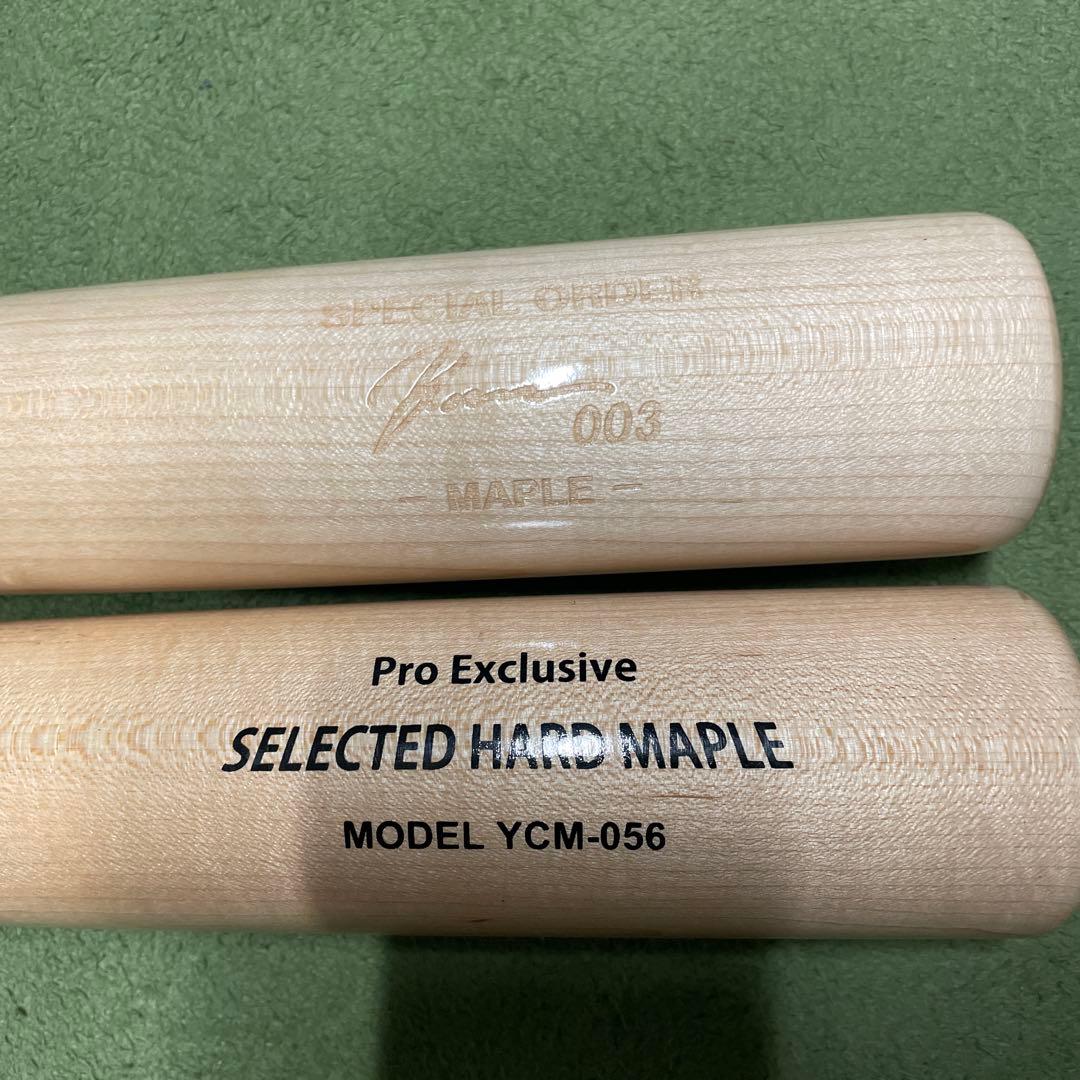 SPECIAL ORDER
003
- MAPLE -
Pro Exclusive
SELECTED HARD MAPLE
MODEL YCM-056